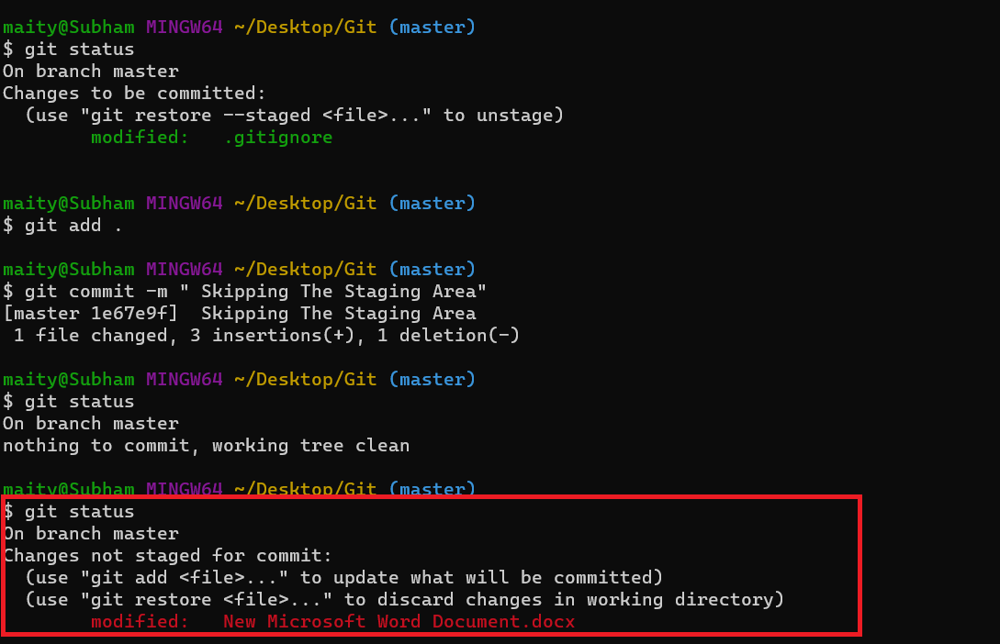 maity@Subham MINGW64 ~/Desktop/Git (master)
$ git status
On branch master
Changes to be committed:
  (use "git restore --staged <file>..." to unstage)
        modified:   .gitignore
maity@Subham MINGW64 ~/Desktop/Git (master)
$ git add .
maity@Subham MINGW64 ~/Desktop/Git (master)
$ git commit -m " Skipping The Staging Area"
[master 1e67e9f]  Skipping The Staging Area
 1 file changed, 3 insertions(+), 1 deletion(-)
maity@Subham MINGW64 ~/Desktop/Git (master)
$ git status
On branch master
nothing to commit, working tree clean
maity@Subham MINGW64 ~/Desktop/Git (master)
$ git status
On branch master
Changes not staged for commit:
  (use "git add <file>..." to update what will be committed)
  (use "git restore <file>..." to discard changes in working directory)
        modified:   New Microsoft Word Document.docx